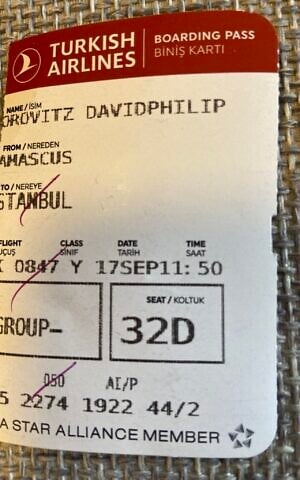 TURKISH AIRLINES
BOARDING PASS
BİNİŞ KARTI
NAME / İSİM
OROVITZ DAVIDPHILIP
FROM / NEREDEN
AMASCUS
TO / NEREYE
STANBUL
FLIGHT CLASS DATE TIME
UÇUŞ SINIF TARİH SAAT
K 0847 Y 17SEP11:50
GROUP-
SEAT / KOLTUK
32D
050 AI/P
5 2274 1922 44/2
A STAR ALLIANCE MEMBER